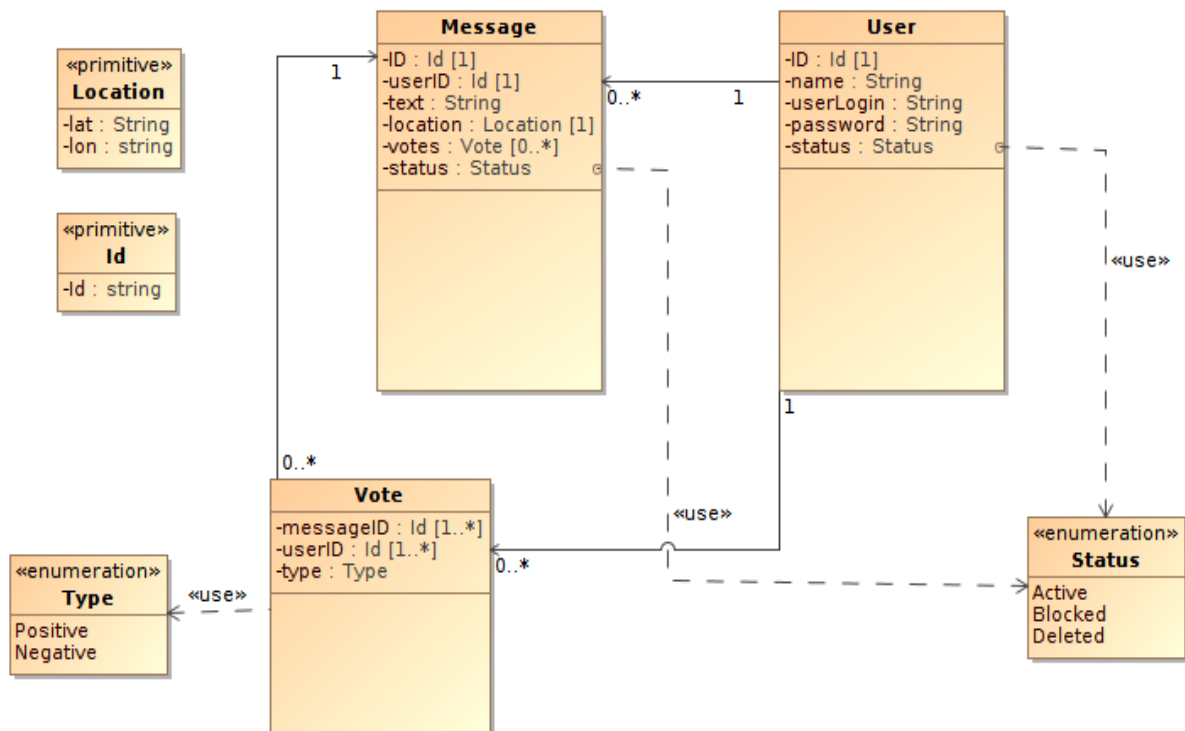 «primitive»
Location
-lat : String
-lon : string
«primitive»
Id
-Id : string
Message
-ID : Id [1]
-userID : Id [1]
-text : String
-location : Location [1]
-votes : Vote [0..*]
-status : Status
User
-ID : Id [1]
-name : String
-userLogin : String
-password : String
-status : Status
1
0..*
1
«use»
1
0..*
Vote
-messageID : Id [1..*]
-userID : Id [1..*]
-type : Type
«use»
0..*
«enumeration»
Type
Positive
Negative
«use»
«enumeration»
Status
Active
Blocked
Deleted